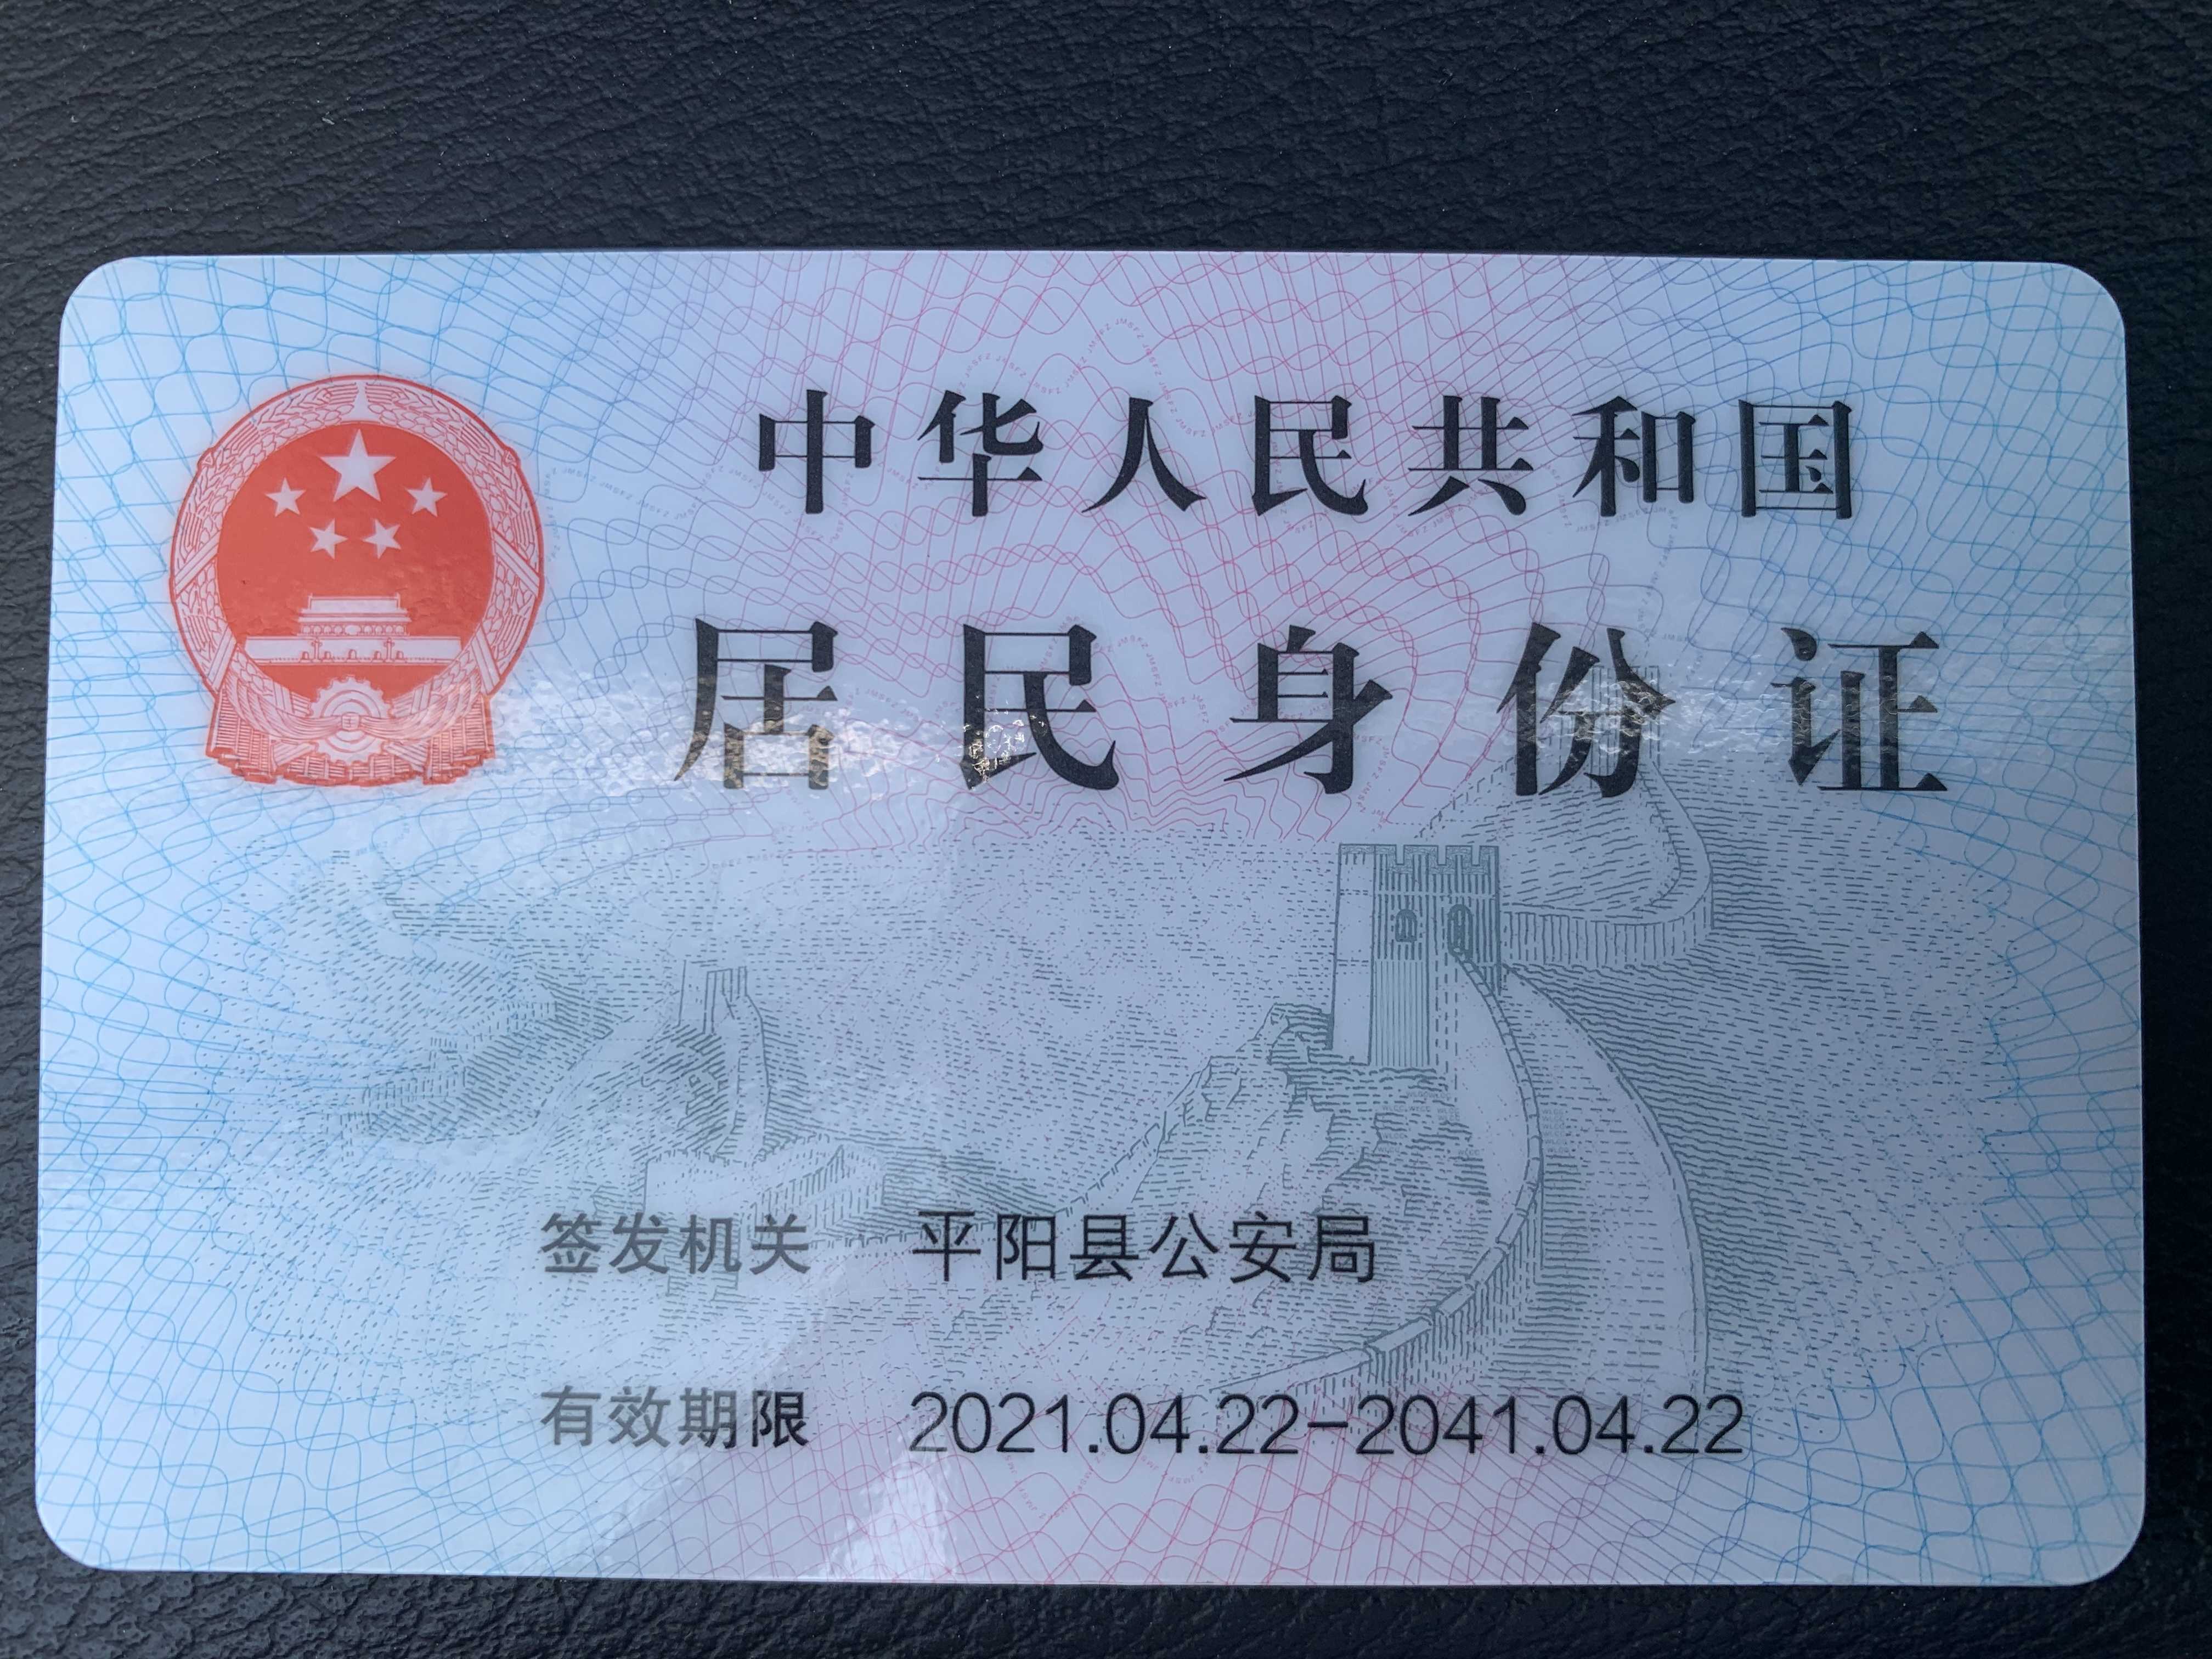 中华人民共和国
居民身份证
签发机关 平阳县公安局
有效期限 2021.04.22-2041.04.22